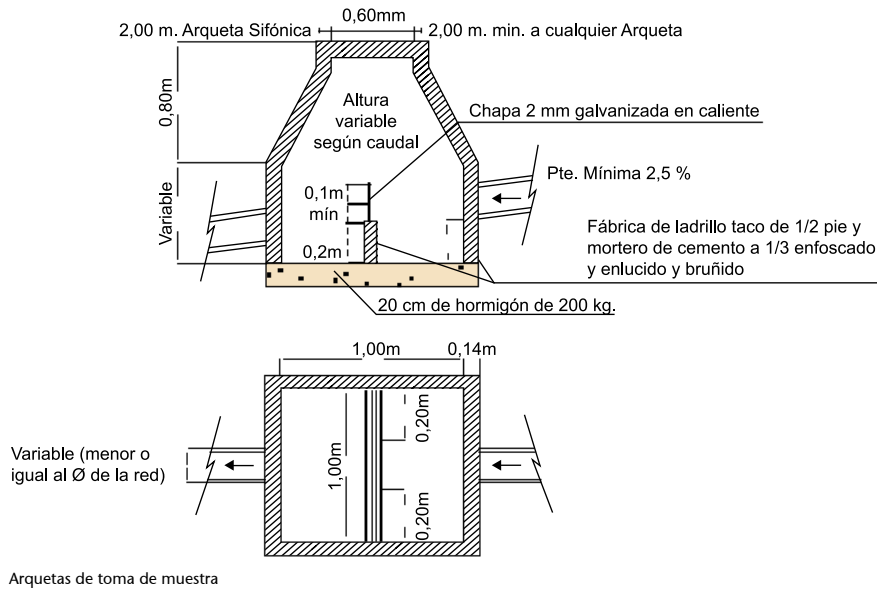 0,60mm
2,00 m. Arqueta Sifónica
2,00 m. min. a cualquier Arqueta
0,80m
Altura
variable
según caudal
Chapa 2 mm galvanizada en caliente
Variable
0,1m
mín
0,2m
Pte. Mínima 2,5 %
Fábrica de ladrillo taco de 1/2 pie y
mortero de cemento a 1/3 enfoscado
y enlucido y bruñido
20 cm de hormigón de 200 kg.
1,00m
0,14m
Variable (menor o
igual al Ø de la red)
1,00m
0,20m
0,20m
Arquetas de toma de muestra